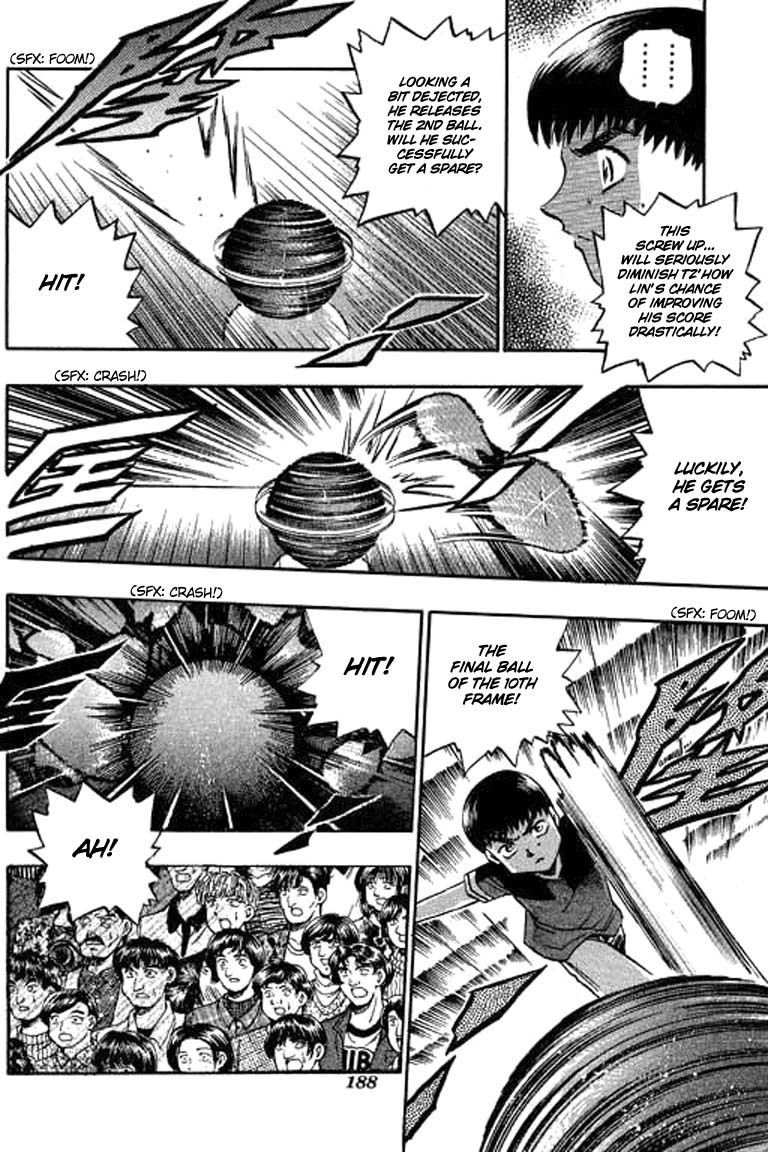 THIS
SCREW UP...
WILL SERIOUSLY
DIMINISH TZ'HOW
LIN'S CHANCE
OF IMPROVING
HIS SCORE
DRASTICALLY!
(SFX: FOOM!)
LOOKING A
BIT DEJECTED,
HE RELEASES
THE 2ND BALL.
WILL HE SUC-
CESSFULLY
GET A SPARE?
HIT!
(SFX: CRASH!)
LUCKILY,
HE GETS
A SPARE!
(SFX: FOOM!)
THE
FINAL BALL
OF THE 10TH
FRAME!
(SFX: CRASH!)
HIT!
AH!
188